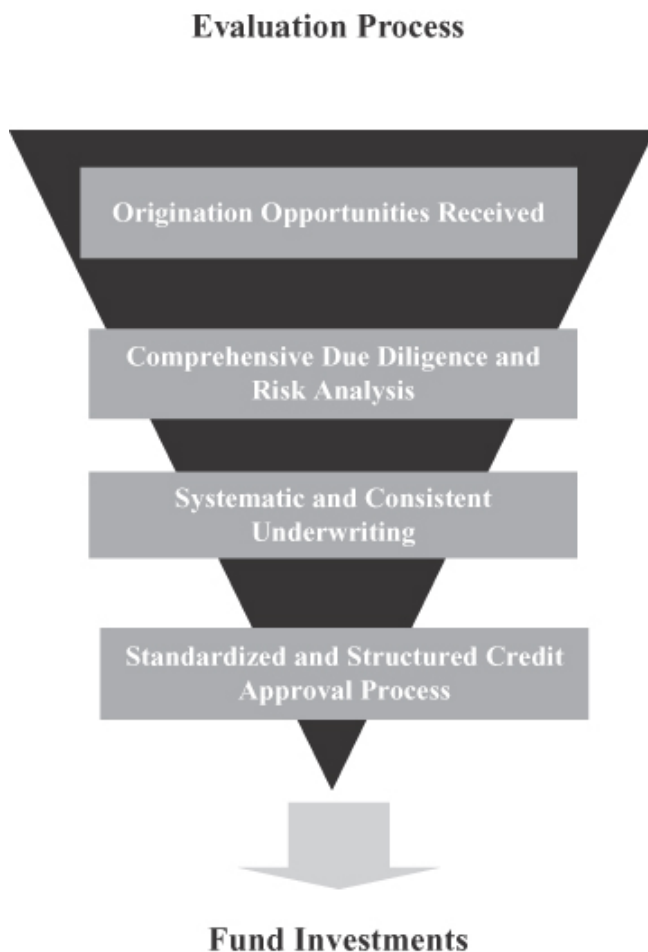 Evaluation Process
Origination Opportunities Received
Comprehensive Due Diligence and
Risk Analysis
Systematic and Consistent
Underwriting
Standardized and Structured Credit
Approval Process
Fund Investments